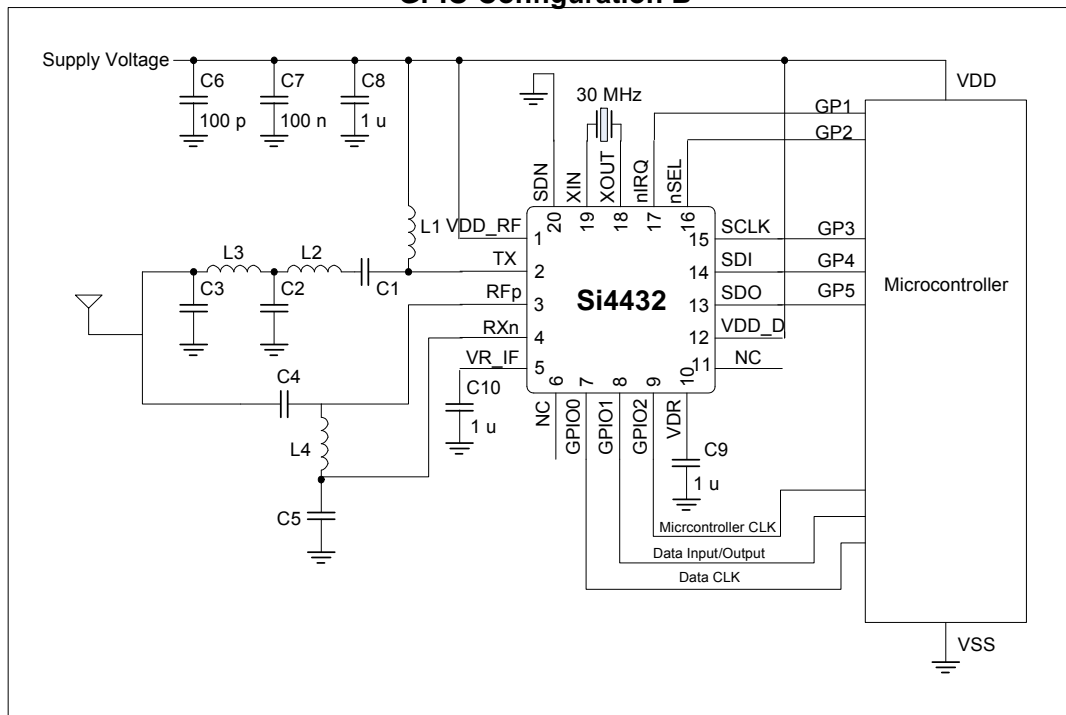 GPIO Configuration B
Supply Voltage
C6
100 p
C7
100 n
C8
1 u
30 MHz
VDD
GP1
GP2
SDN
XIN
XOUT
nIRQ
nSEL
20
19
18
17
16
L1
VDD_RF
1
TX
2
RFp
3
RXn
4
VR_IF
5
Si4432
15
SCLK
GP3
14
SDI
GP4
13
SDO
GP5
12
VDD_D
11
NC
Microcontroller
L3
L2
C3
C2
C1
C4
L4
C5
C10
1 u
6
7
8
9
10
NC
GPIO0
GPIO1
GPIO2
VDR
C9
1 u
Micrcontroller CLK
Data Input/Output
Data CLK
VSS